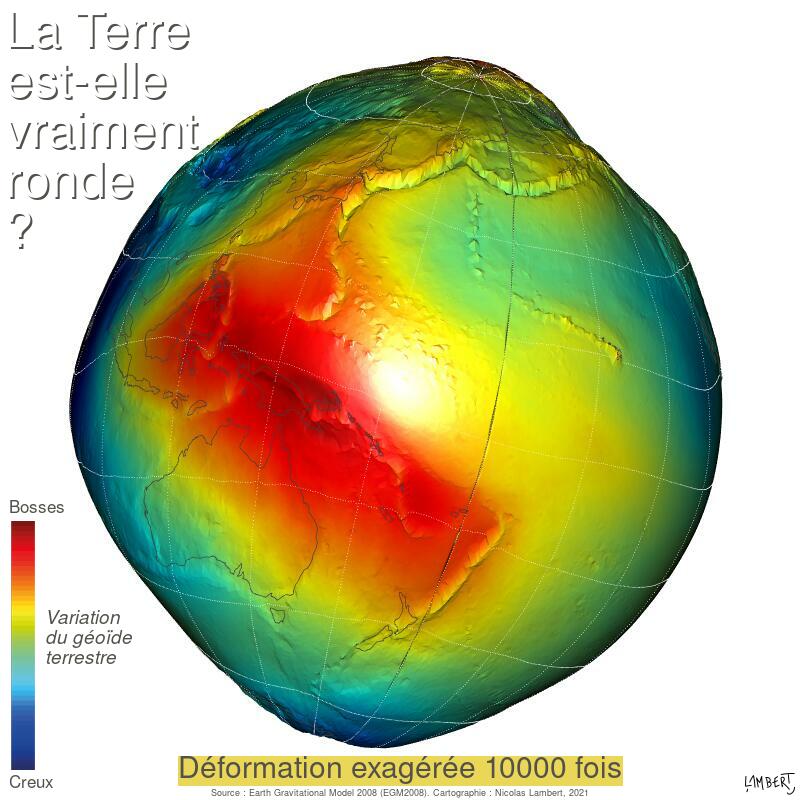 La Terre
est-elle
vraiment
ronde
?
Bosses
Variation
du géoïde
terrestre
Creux
Déformation exagérée 10000 fois
Source : Earth Gravitational Model 2008 (EGM2008). Cartographie : Nicolas Lambert, 2021
LAMBERT